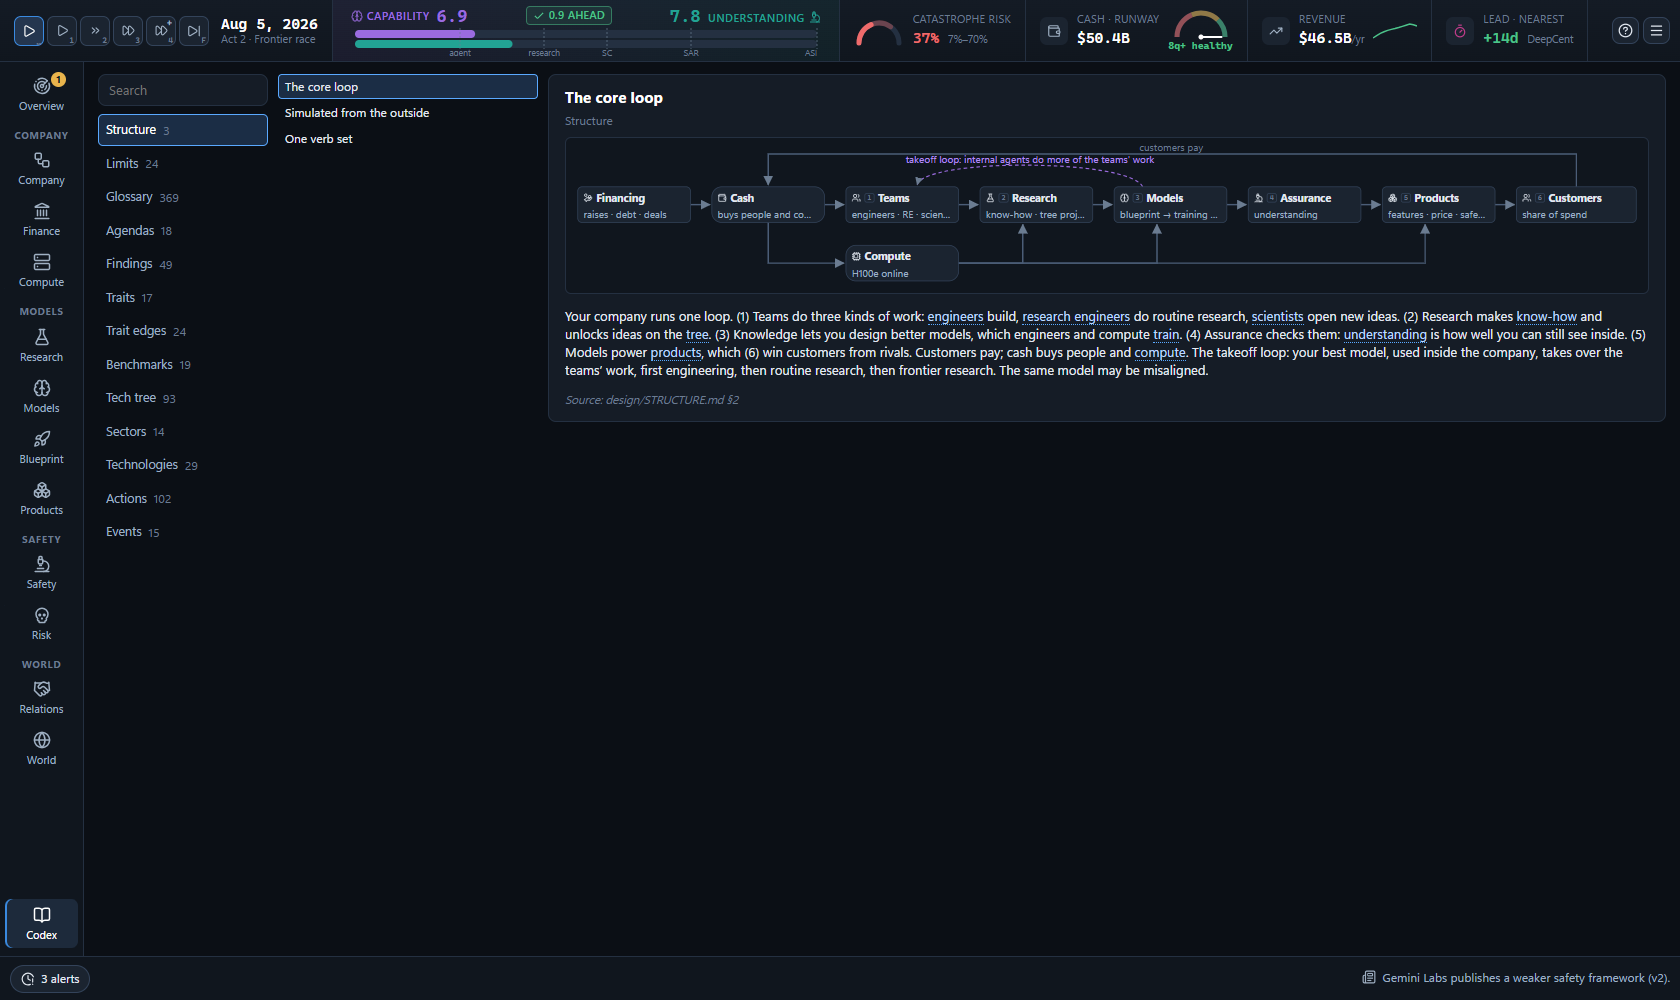 1
2
3
4
F
Aug 5, 2026
Act 2 · Frontier race
CAPABILITY 6.9
0.9 AHEAD
7.8 UNDERSTANDING
agent
research
SC
SAR
ASI
CATASTROPHE RISK
37% 7%–70%
CASH · RUNWAY
$50.4B
8q+ healthy
REVENUE
$46.5B/yr
LEAD · NEAREST
+14d DeepCent
1
Overview
COMPANY
Company
Finance
Compute
MODELS
Research
Models
Blueprint
Products
SAFETY
Safety
Risk
WORLD
Relations
World
Codex
Search
Structure 3
Limits 24
Glossary 369
Agendas 18
Findings 49
Traits 17
Trait edges 24
Benchmarks 19
Tech tree 93
Sectors 14
Technologies 29
Actions 102
Events 15
The core loop
Simulated from the outside
One verb set
The core loop
Structure
customers pay
takeoff loop: internal agents do more of the teams' work
Financing
raises · debt · deals
Cash
buys people and co...
1 Teams
engineers · RE · scien...
2 Research
know-how · tree proj...
3 Models
blueprint → training ...
4 Assurance
understanding
5 Products
features · price · safe...
6 Customers
share of spend
Compute
H100e online
Your company runs one loop. (1) Teams do three kinds of work: engineers build, research engineers do routine research, scientists open new ideas. (2) Research makes know-how and
unlocks ideas on the tree. (3) Knowledge lets you design better models, which engineers and compute train. (4) Assurance checks them: understanding is how well you can still see inside. (5)
Models power products, which (6) win customers from rivals. Customers pay; cash buys people and compute. The takeoff loop: your best model, used inside the company, takes over the
teams' work, first engineering, then routine research, then frontier research. The same model may be misaligned.
Source: design/STRUCTURE.md §2
3 alerts
Gemini Labs publishes a weaker safety framework (v2).